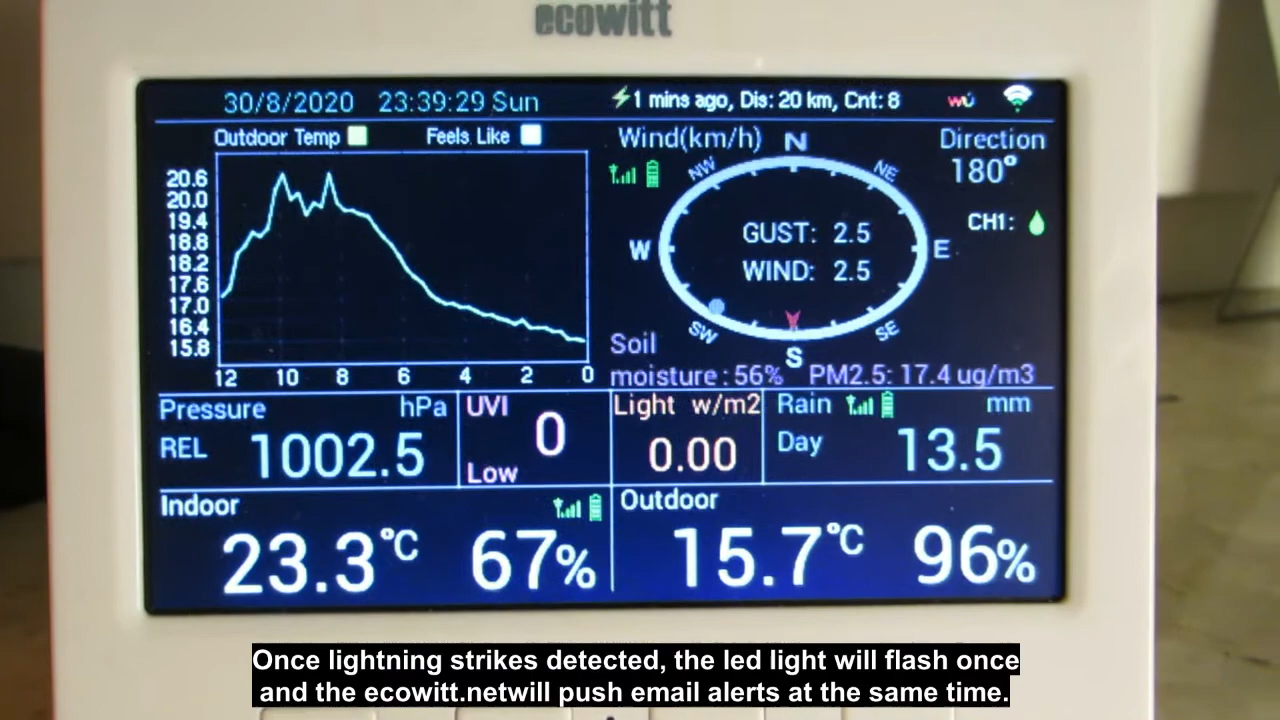 ecowitt
30/8/2020 23:39:29 Sun
1 mins ago, Dis: 20 km, Cnt: 8
wu
Outdoor Temp
Feels Like
20.6
20.0
19.4
18.8
18.2
17.6
17.0
16.4
15.8
12 10 8 6 4 2 0
Wind(km/h)
N
NE
E
SE
S
SW
W
NW
GUST: 2.5
WIND: 2.5
Direction
180°
CH1:
Soil
moisture:56% PM2.5: 17.4 ug/m3
Pressure hPa
REL 1002.5
UVI
0
Low
Light w/m2
0.00
Rain mm
Day 13.5
Indoor
23.3°C 67%
Outdoor
15.7°C 96%
Once lightning strikes detected, the led light will flash once
and the ecowitt.netwill push email alerts at the same time.